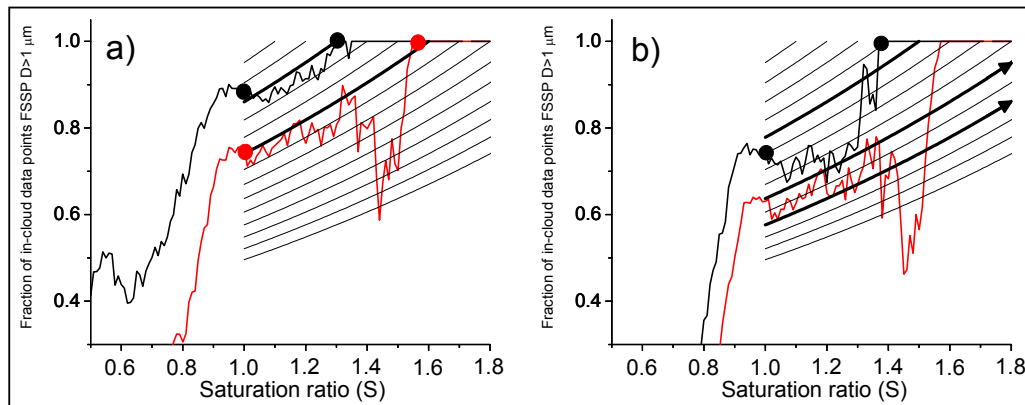 a)
Fraction of in-cloud data points FSSP D>1 μm
1.0
0.8
0.6
0.4
0.6 0.8 1.0 1.2 1.4 1.6 1.8
Saturation ratio (S)
b)
Fraction of in-cloud data points FSSP D>1 μm
1.0
0.8
0.6
0.4
0.6 0.8 1.0 1.2 1.4 1.6 1.8
Saturation ratio (S)